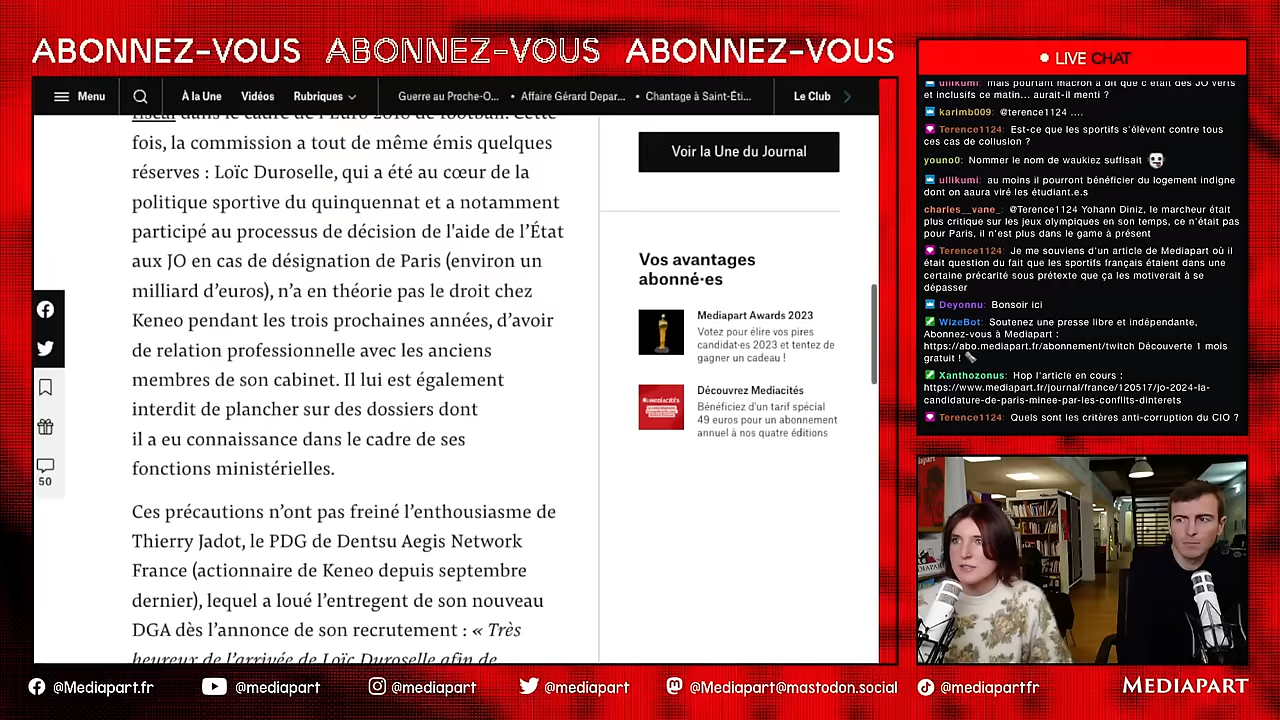 ABONNEZ-VOUS ABONNEZ-VOUS ABONNEZ-VOUS
Menu
À la Une
Vidéos
Rubriques
Guerre au Proche-O...
• Affaire Gérard Depar...
• Chantage à Saint-Éti...
Le Club
fiscal dans le cadre de l'Euro 2016 de football. Cette
fois, la commission a tout de même émis quelques
réserves : Loïc Duroselle, qui a été au cœur de la
politique sportive du quinquennat et a notamment
participé au processus de décision de l'aide de l'État
aux JO en cas de désignation de Paris (environ un
milliard d'euros), n'a en théorie pas le droit chez
Keneo pendant les trois prochaines années, d'avoir
de relation professionnelle avec les anciens
membres de son cabinet. Il lui est également
interdit de plancher sur des dossiers dont
il a eu connaissance dans le cadre de ses
fonctions ministérielles.
Ces précautions n'ont pas freiné l'enthousiasme de
Thierry Jadot, le PDG de Dentsu Aegis Network
France (actionnaire de Keneo depuis septembre
dernier), lequel a loué l'entregent de son nouveau
DGA dès l'annonce de son recrutement : « Très
heureux de l'arrivée de Loïc Duroselle afin de
50
Voir la Une du Journal
Vos avantages
abonné·es
Mediapart Awards 2023
Votez pour élire vos pires
candidat·es 2023 et tentez de
gagner un cadeau !
Découvrez Mediacités
Bénéficiez d'un tarif spécial
49 euros pour un abonnement
annuel à nos quatre éditions
LIVE CHAT
ullikumi: mais pourtant macron a dit que c'était des JO verts
et inclusives ce matin... aurait-il menti ?
karimb009: @terence1124 ....
Terence1124: Est-ce que les sportifs s'élèvent contre tous
ces cas de collusion ?
youno0: Nommer le nom de waukiez suffisait
ullikumi: au moins il pourront bénéficier du logement indigne
dont on aaura viré les étudiant.e.s
charles__vane_: @Terence1124 Yohann Diniz, le marcheur était
plus critique sur les jeux olympiques en son temps, ce n'était pas
pour Paris, il n'est plus dans le game à présent
Terence1124: Je me souviens d'un article de Mediapart où il
était question du fait que les sportifs français étaient dans une
certaine précarité sous prétexte que ça les motiverait à se
dépasser
Deyonnu: Bonsoir ici
WizeBot: Soutenez une presse libre et indépendante,
Abonnez-vous à Mediapart :
https://abo.mediapart.fr/abonnement/twitch Découverte 1 mois
gratuit !
Xanthozonus: Hop l'article en cours :
https://www.mediapart.fr/journal/france/120517/jo-2024-la-
candidature-de-paris-minee-par-les-conflits-dinterets
Terence1124: Quels sont les critères anti-corruption du CIO ?
@Mediapart.fr
@mediapart
@mediapart
@mediapart
@Mediapart@mastodon.social
@mediapartfr
MEDIAPART